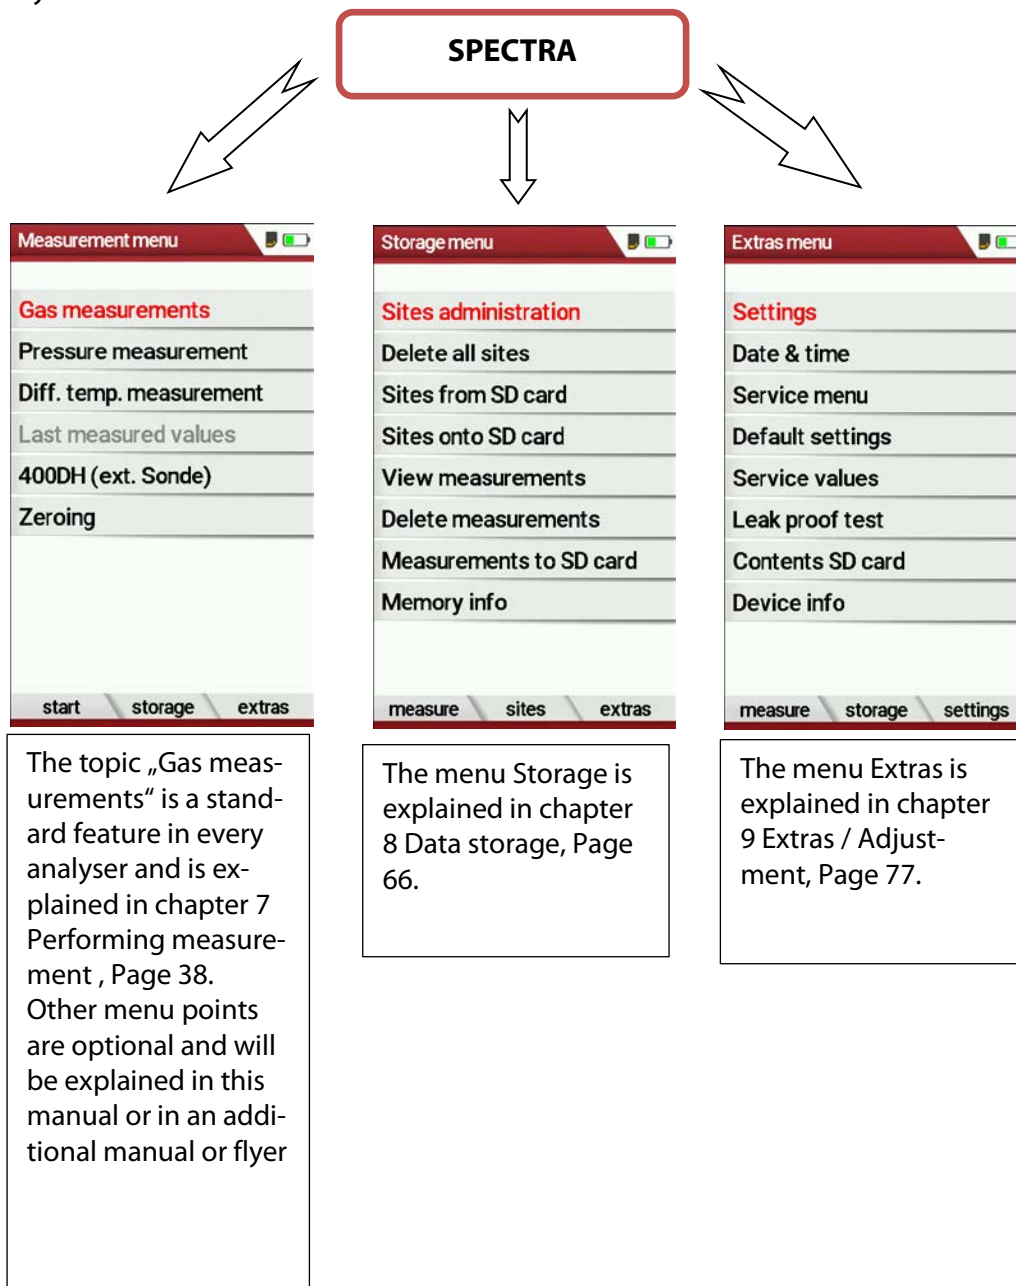 SPECTRA
Measurement menu
Gas measurements
Pressure measurement
Diff. temp. measurement
Last measured values
400DH (ext. Sonde)
Zeroing
start storage extras
The topic „Gas meas-
urements“ is a stand-
ard feature in every
analyser and is ex-
plained in chapter 7
Performing measure-
ment , Page 38.
Other menu points
are optional and will
be explained in this
manual or in an addi-
tional manual or flyer
Storage menu
Sites administration
Delete all sites
Sites from SD card
Sites onto SD card
View measurements
Delete measurements
Measurements to SD card
Memory info
measure sites extras
The menu Storage is
explained in chapter
8 Data storage, Page
66.
Extras menu
Settings
Date & time
Service menu
Default settings
Service values
Leak proof test
Contents SD card
Device info
measure storage settings
The menu Extras is
explained in chapter
9 Extras / Adjust-
ment, Page 77.